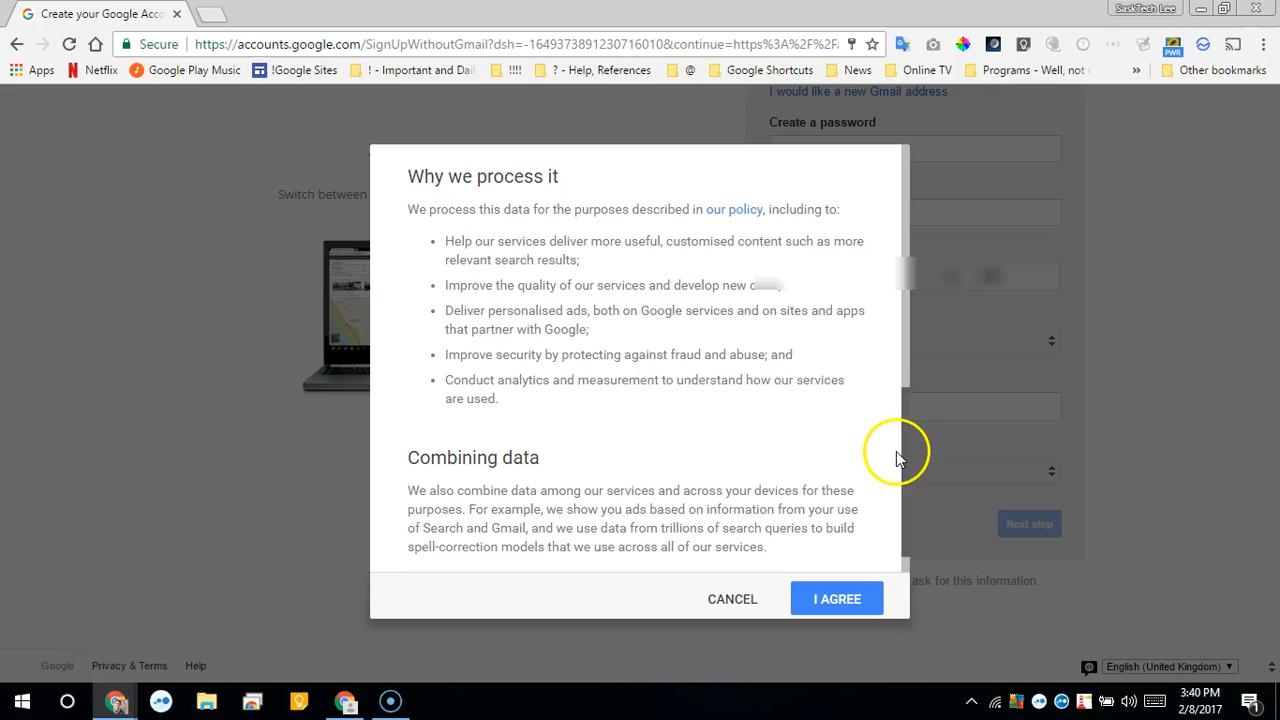 Create your Google Acco
SaskTech Lee
Secure https://accounts.google.com/SignUpWithoutGmail?dsh=-1649373891230716010&continue=https%3A%2F%2F
Apps Netflix Google Play Music !Google Sites ! - Important and Dail !!!! ? - Help, References @ Google Shortcuts News Online TV Programs - Well, not » Other bookmarks
PWR
I would like a new Gmail address
Create a password
Switch between
Why we process it
We process this data for the purposes described in our policy, including to:
• Help our services deliver more useful, customised content such as more
relevant search results;
• Improve the quality of our services and develop new
• Deliver personalised ads, both on Google services and on sites and apps
that partner with Google;
• Improve security by protecting against fraud and abuse; and
• Conduct analytics and measurement to understand how our services
are used.
Combining data
We also combine data among our services and across your devices for these
purposes. For example, we show you ads based on information from your use
of Search and Gmail, and we use data from trillions of search queries to build
spell-correction models that we use across all of our services.
Next step
ask for this information.
CANCEL I AGREE
Google Privacy & Terms Help
English (United Kingdom)
3:40 PM
2/8/2017
1